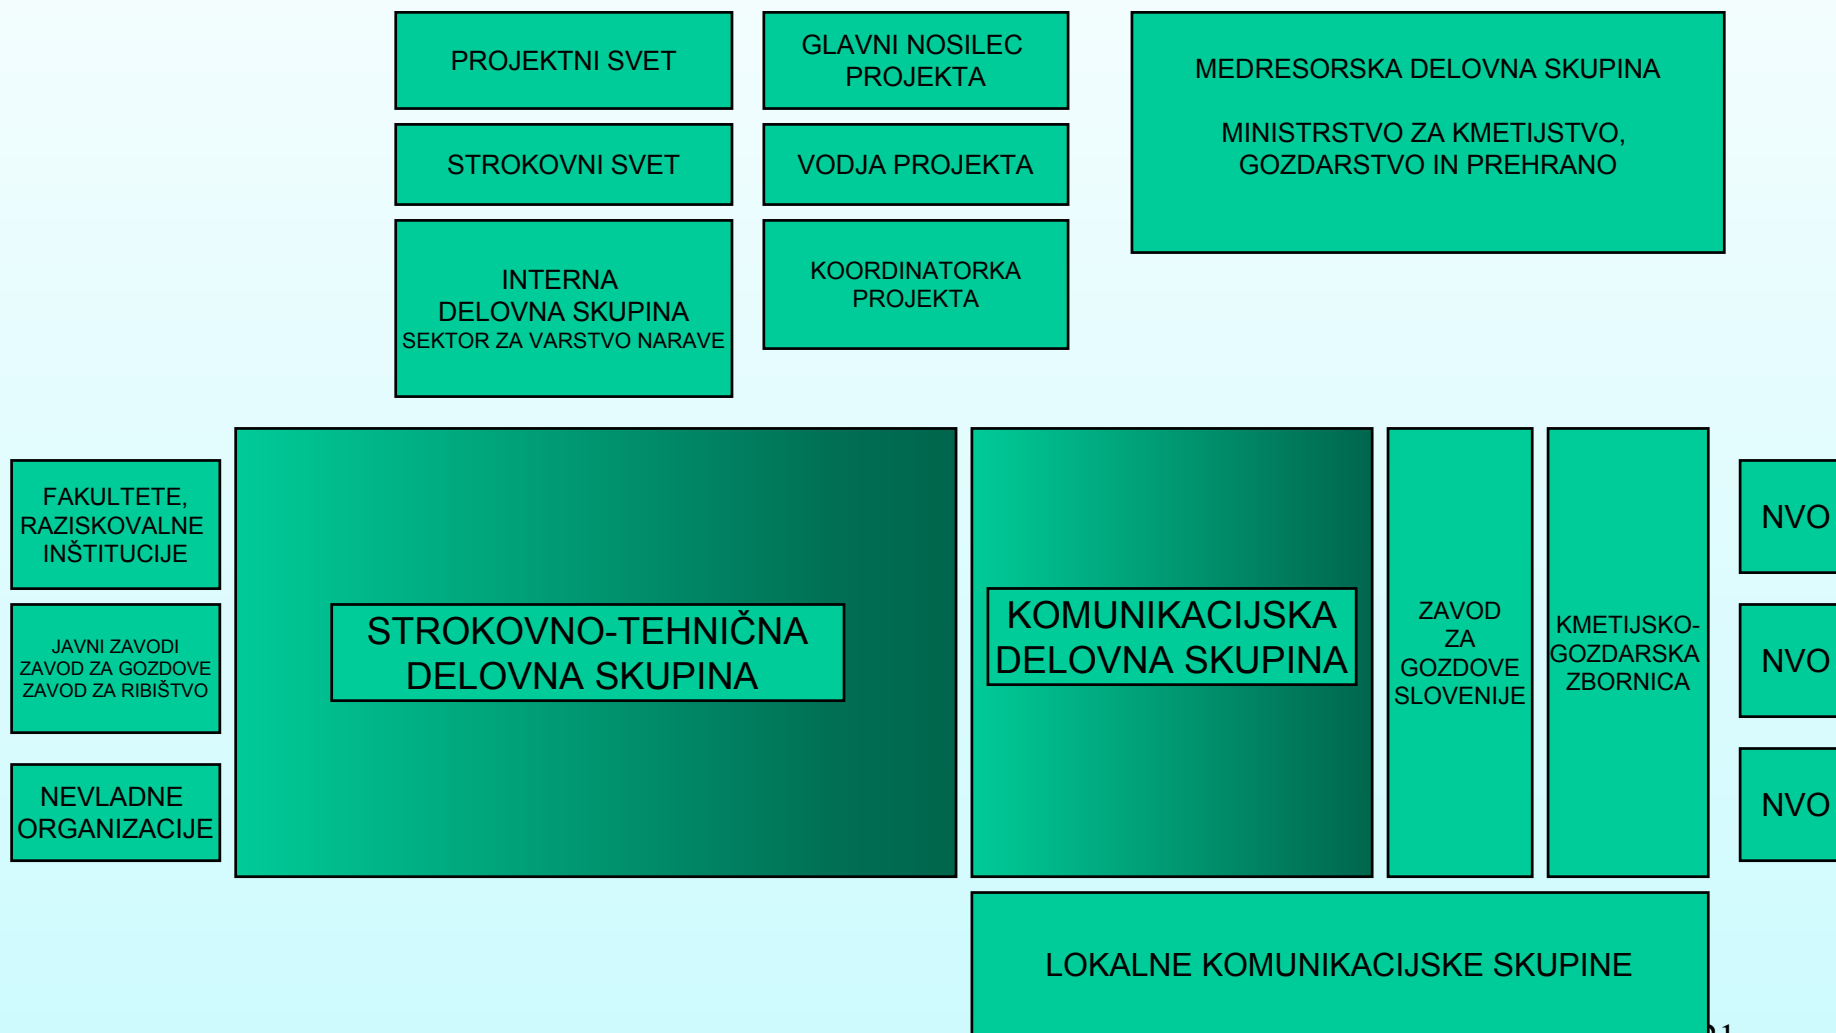 PROJEKTNI SVET
GLAVNI NOSILEC
PROJEKTA
MEDRESORSKA DELOVNA SKUPINA
MINISTRSTVO ZA KMETIJSTVO,
GOZDARSTVO IN PREHRANO
STROKOVNI SVET
VODJA PROJEKTA
INTERNA
DELOVNA SKUPINA
SEKTOR ZA VARSTVO NARAVE
KOORDINATORKA
PROJEKTA
FAKULTETE,
RAZISKOVALNE
INŠTITUCIJE
JAVNI ZAVODI
ZAVOD ZA GOZDOVE
ZAVOD ZA RIBIŠTVO
NEVLADNE
ORGANIZACIJE
STROKOVNO-TEHNIČNA
DELOVNA SKUPINA
KOMUNIKACIJSKA
DELOVNA SKUPINA
ZAVOD
ZA
GOZDOVE
SLOVENIJE
KMETIJSKO-
GOZDARSKA
ZBORNICA
NVO
NVO
NVO
LOKALNE KOMUNIKACIJSKE SKUPINE